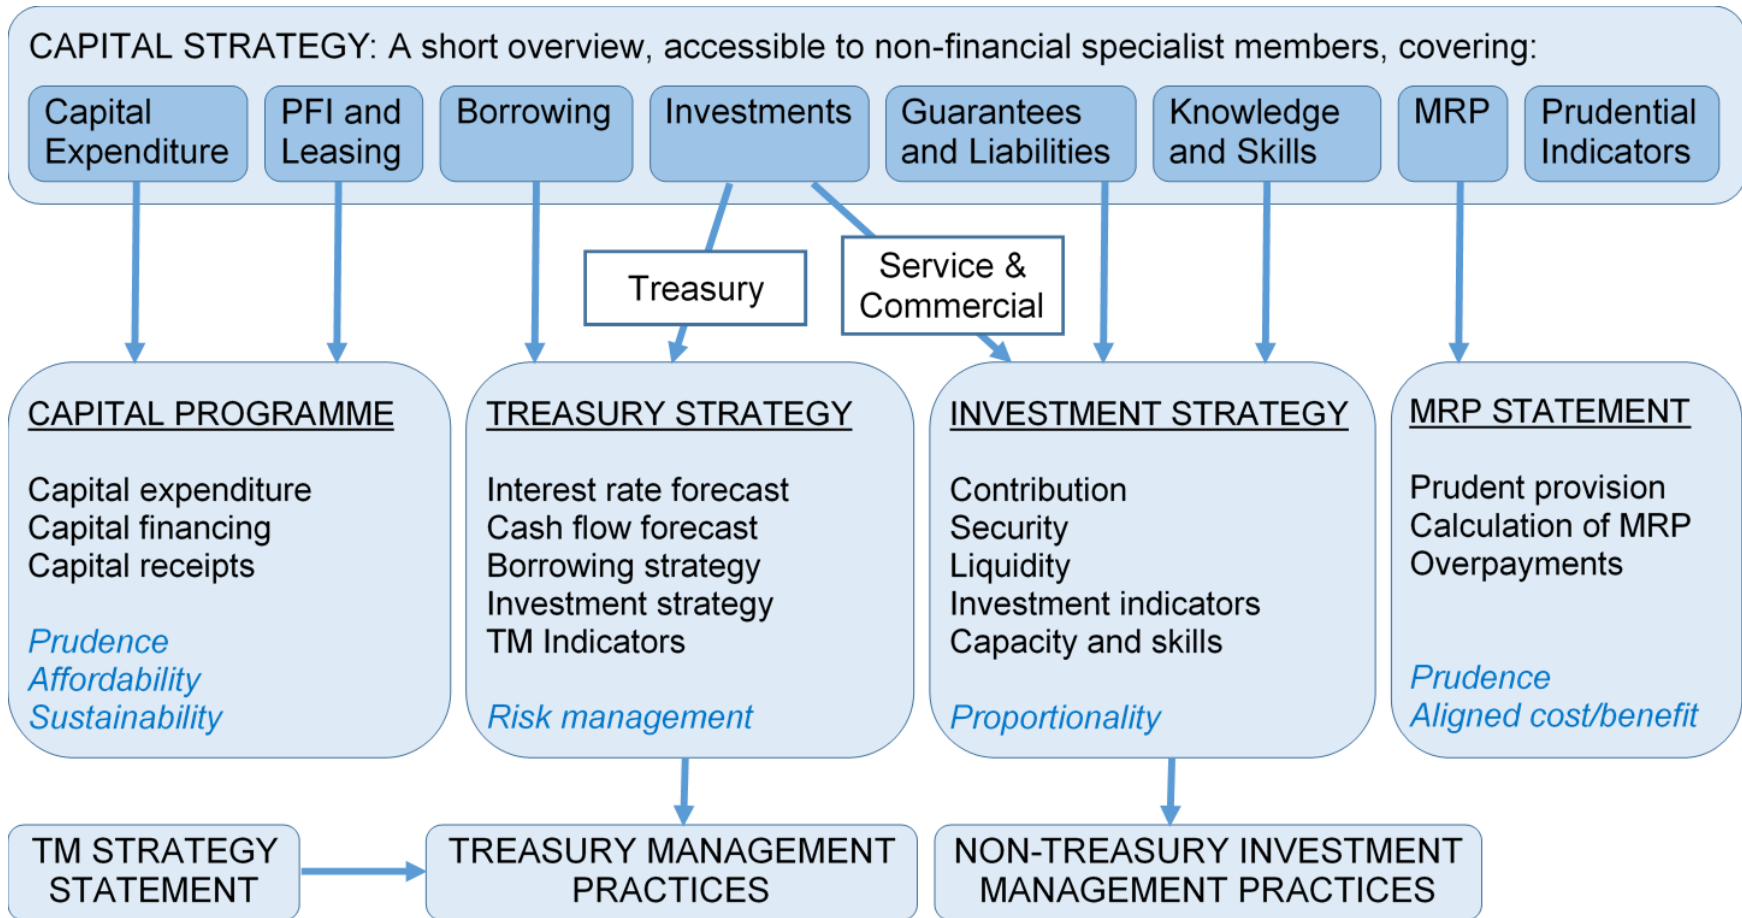 CAPITAL STRATEGY: A short overview, accessible to non-financial specialist members, covering:
Capital
Expenditure
PFI and
Leasing
Borrowing
Investments
Guarantees
and Liabilities
Knowledge
and Skills
MRP
Prudential
Indicators
Treasury
Service &
Commercial
CAPITAL PROGRAMME
Capital expenditure
Capital financing
Capital receipts
Prudence
Affordability
Sustainability
TREASURY STRATEGY
Interest rate forecast
Cash flow forecast
Borrowing strategy
Investment strategy
TM Indicators
Risk management
INVESTMENT STRATEGY
Contribution
Security
Liquidity
Investment indicators
Capacity and skills
Proportionality
MRP STATEMENT
Prudent provision
Calculation of MRP
Overpayments
Prudence
Aligned cost/benefit
TM STRATEGY
STATEMENT
TREASURY MANAGEMENT
PRACTICES
NON-TREASURY INVESTMENT
MANAGEMENT PRACTICES